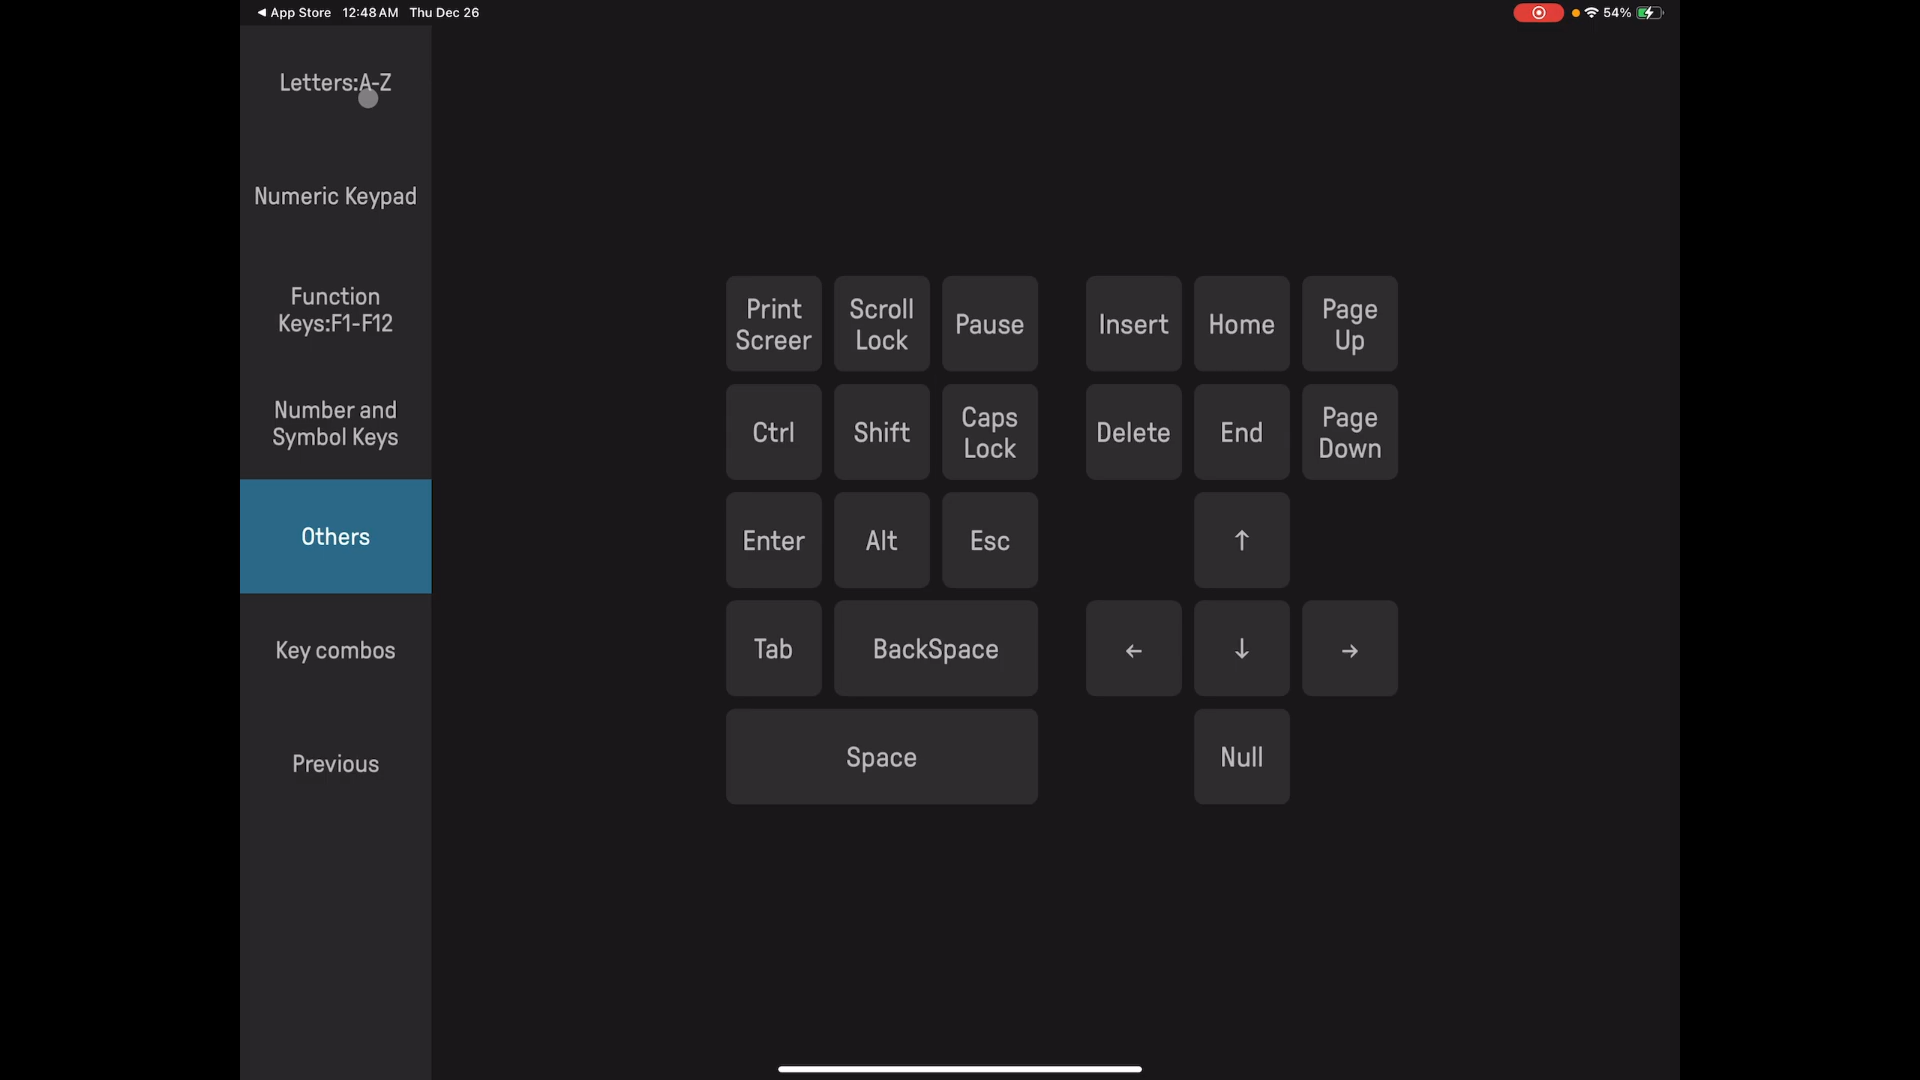 ◀ App Store 12:48 AM Thu Dec 26
54%
Letters:A-Z
Numeric Keypad
Function
Keys:F1-F12
Number and
Symbol Keys
Others
Key combos
Previous
Print
Screer
Scroll
Lock
Pause
Insert
Home
Page
Up
Ctrl
Shift
Caps
Lock
Delete
End
Page
Down
Enter
Alt
Esc
↑
Tab
BackSpace
←
↓
→
Space
Null